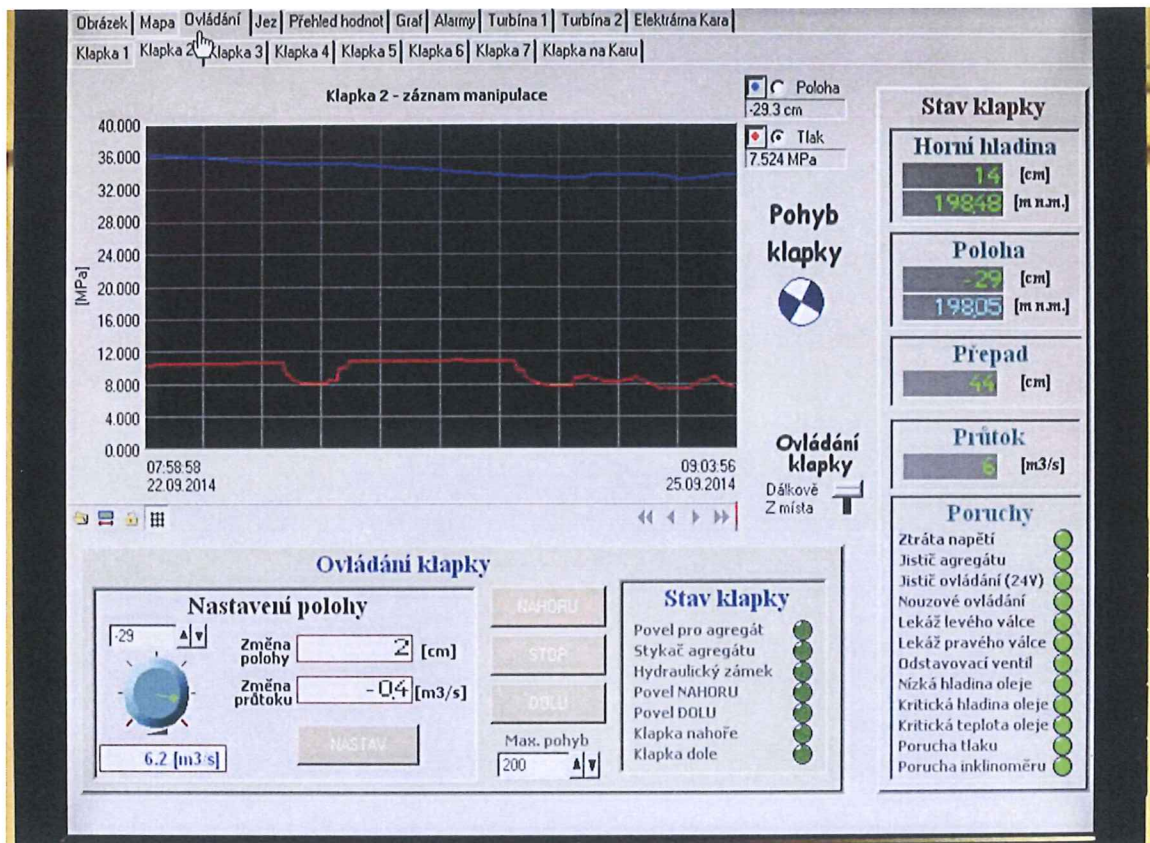 Obrázek Mapa Ovládání Jez Přehled hodnot Graf Alarmy Turbína 1 Turbína 2 Elektrárna Kara
Klapka 1 Klapka 2 Klapka 3 Klapka 4 Klapka 5 Klapka 6 Klapka 7 Klapka na Karu
Klapka 2 - záznam manipulace
40.000
36.000
32.000
28.000
24.000
20.000
16.000
12.000
8.000
4.000
0.000
[MPa]
07:58:58
22.09.2014
09:03:56
25.09.2014
Poloha
-29.3 cm
Tlak
7.524 MPa
Pohyb
klapky
Ovládání
klapky
Dálkově
Z místa
Stav klapky
Horní hladina
14 [cm]
198,48 [m n.m.]
Poloha
-29 [cm]
198,05 [m n.m.]
Přepad
44 [cm]
Průtok
6 [m3/s]
Poruchy
Ztráta napětí
Jistič agregátu
Jistič ovládání (24V)
Nouzové ovládání
Lekáž levého válce
Lekáž pravého válce
Odstavovací ventil
Nízká hladina oleje
Kritická hladina oleje
Kritická teplota oleje
Porucha tlaku
Porucha inklinoměru
Ovládání klapky
Nastavení polohy
-29
Změna
polohy
2 [cm]
Změna
průtoku
-0,4 [m3/s]
6.2 [m3/s]
NASTAV
NAHORU
STOP
DOLU
Max. pohyb
200
Stav klapky
Povel pro agregát
Stykač agregátu
Hydraulický zámek
Povel NAHORU
Povel DOLU
Klapka nahoře
Klapka dole